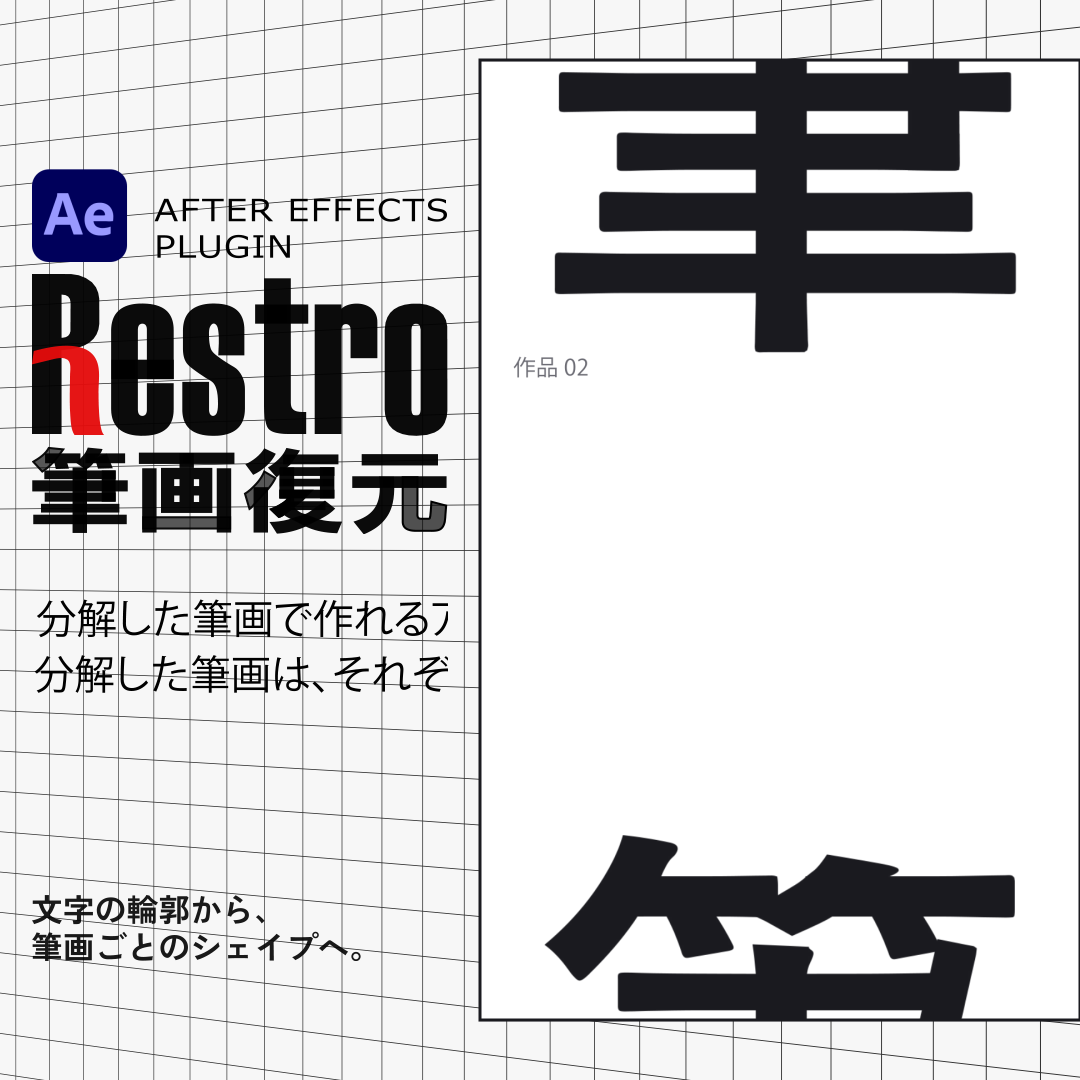 Ae
AFTER EFFECTS
PLUGIN
Restro
筆画復元
分解した筆画で作れる
分解した筆画は、それぞ
文字の輪郭から、
筆画ごとのシェイプへ。
作品 02